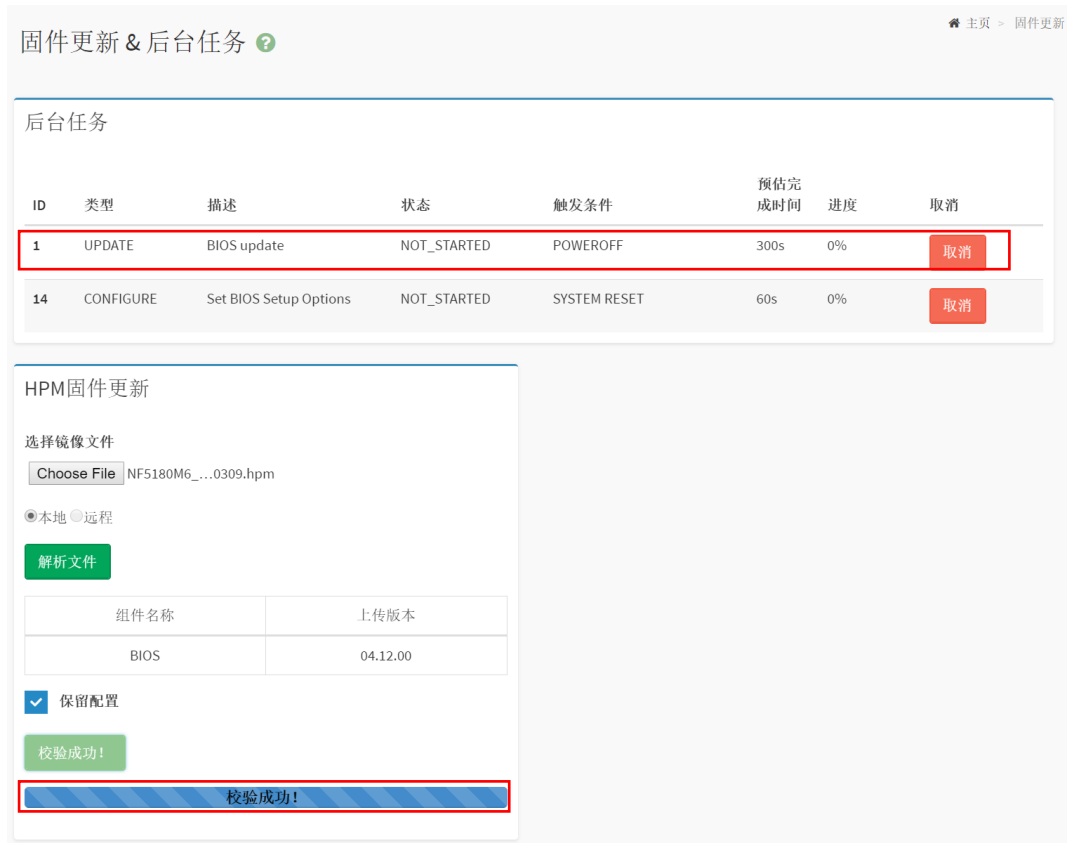 主页 > 固件更新
固件更新 & 后台任务
后台任务
ID 类型 描述 状态 触发条件 预估完成时间 进度 取消
1 UPDATE BIOS update NOT_STARTED POWEROFF 300s 0% 取消
14 CONFIGURE Set BIOS Setup Options NOT_STARTED SYSTEM RESET 60s 0% 取消
HPM固件更新
选择镜像文件
Choose File NF5180M6_...0309.hpm
本地 远程
解析文件
组件名称 上传版本
BIOS 04.12.00
保留配置
校验成功!
校验成功!